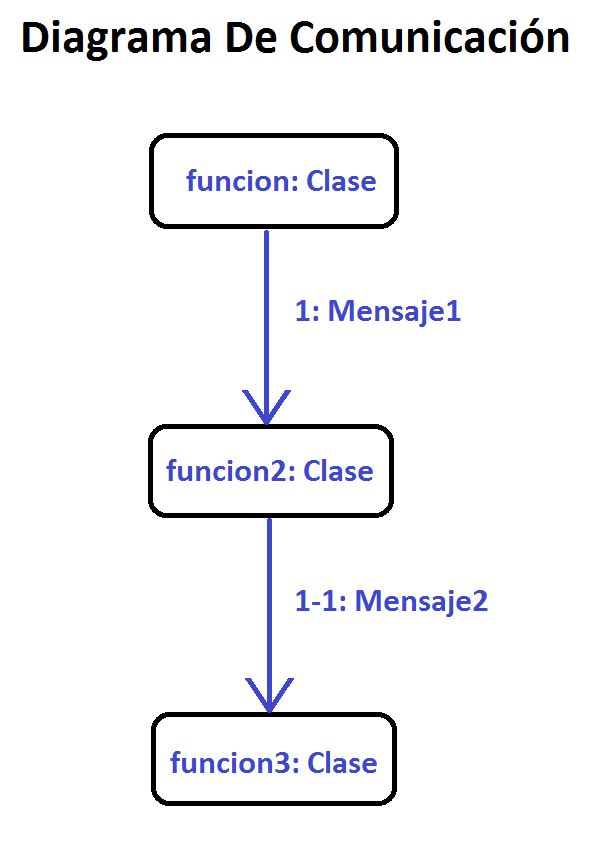 Diagrama De Comunicación
funcion: Clase
1: Mensaje1
funcion2: Clase
1-1: Mensaje2
funcion3: Clase